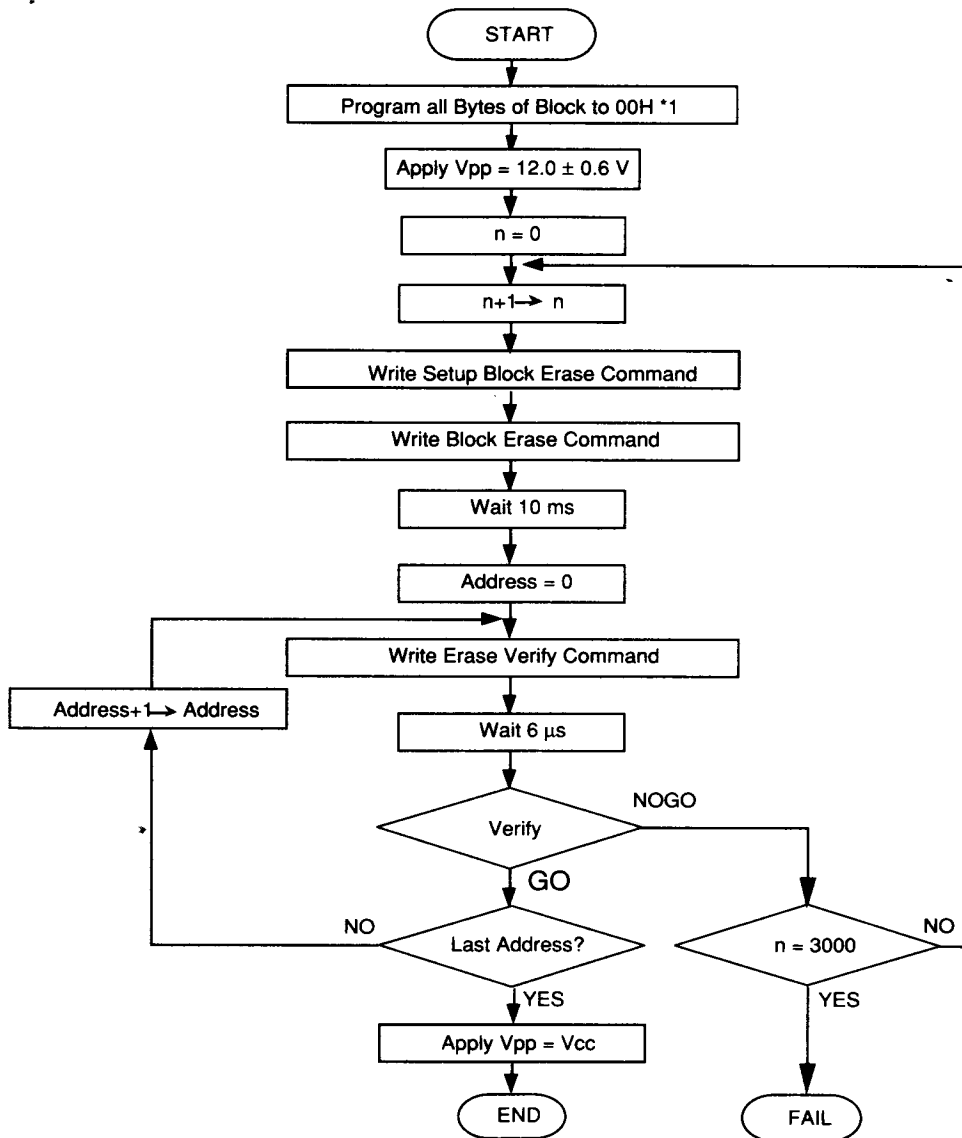 START
Program all Bytes of Block to 00H *1
Apply Vpp = 12.0 ± 0.6 V
n = 0
n+1→ n
Write Setup Block Erase Command
Write Block Erase Command
Wait 10 ms
Address = 0
Write Erase Verify Command
Address+1→ Address
Wait 6 µs
NOGO
Verify
GO
NO
Last Address?
n = 3000
NO
YES
YES
Apply Vpp = Vcc
END
FAIL